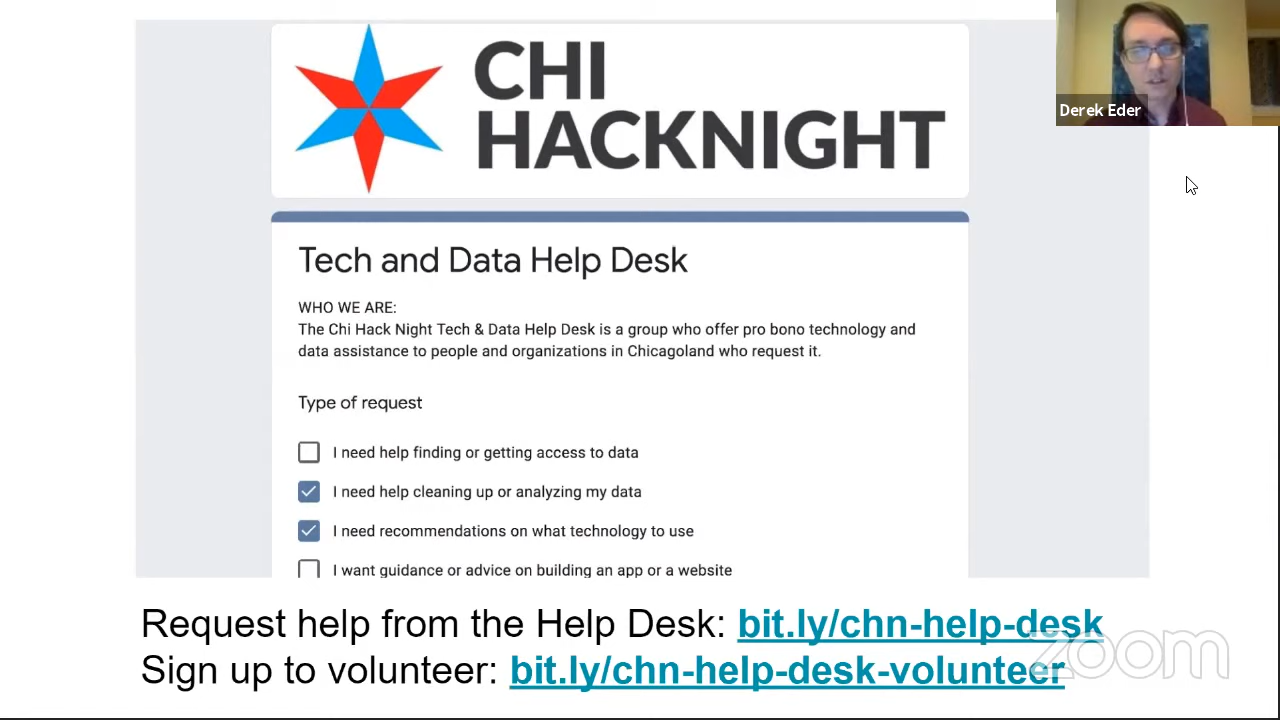 CHI
HACKNIGHT
Derek Eder
Tech and Data Help Desk
WHO WE ARE:
The Chi Hack Night Tech & Data Help Desk is a group who offer pro bono technology and
data assistance to people and organizations in Chicagoland who request it.
Type of request
I need help finding or getting access to data
I need help cleaning up or analyzing my data
I need recommendations on what technology to use
I want guidance or advice on building an app or a website
Request help from the Help Desk: bit.ly/chn-help-desk
Sign up to volunteer: bit.ly/chn-help-desk-volunteer
zoom